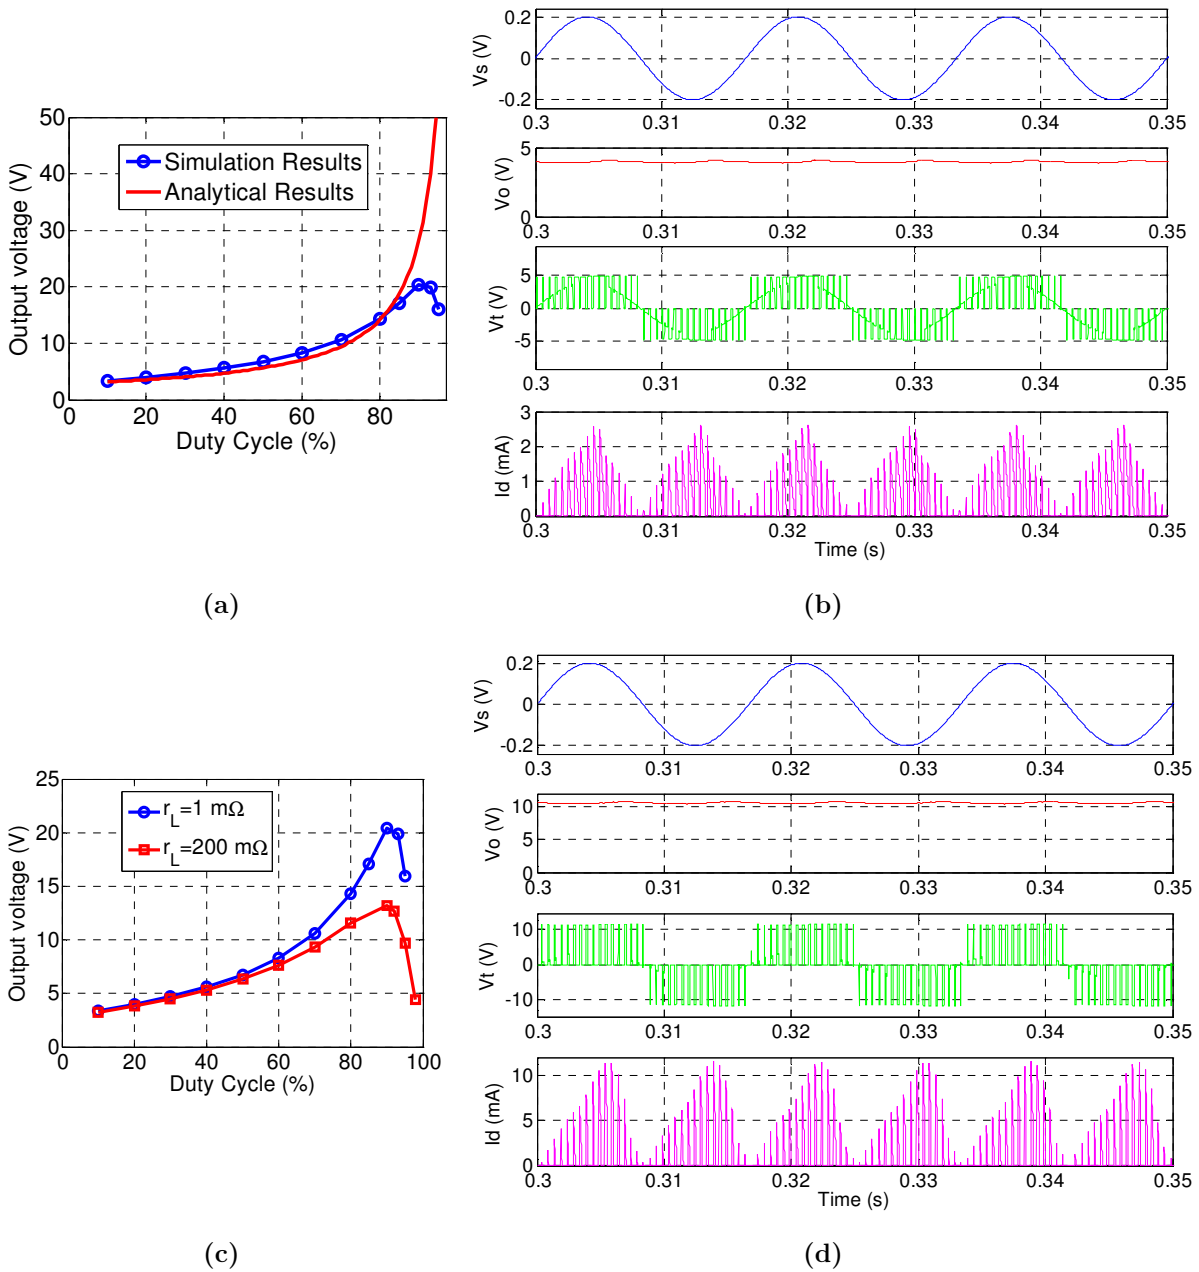 50
40
30
20
10
0
Output voltage (V)
Simulation Results
Analytical Results
0 20 40 60 80
Duty Cycle (%)
(a)
0.2
0
-0.2
Vs (V)
0.3 0.31 0.32 0.33 0.34 0.35
5
0
Vo (V)
0.3 0.31 0.32 0.33 0.34 0.35
5
0
-5
Vt (V)
0.3 0.31 0.32 0.33 0.34 0.35
3
2
1
0
Id (mA)
0.3 0.31 0.32 0.33 0.34 0.35
Time (s)
(b)
25
20
15
10
5
0
Output voltage (V)
r_L=1 mΩ
r_L=200 mΩ
0 20 40 60 80 100
Duty Cycle (%)
(c)
0.2
0
-0.2
Vs (V)
0.3 0.31 0.32 0.33 0.34 0.35
10
5
0
Vo (V)
0.3 0.31 0.32 0.33 0.34 0.35
10
0
-10
Vt (V)
0.3 0.31 0.32 0.33 0.34 0.35
10
5
0
Id (mA)
0.3 0.31 0.32 0.33 0.34 0.35
Time (s)
(d)